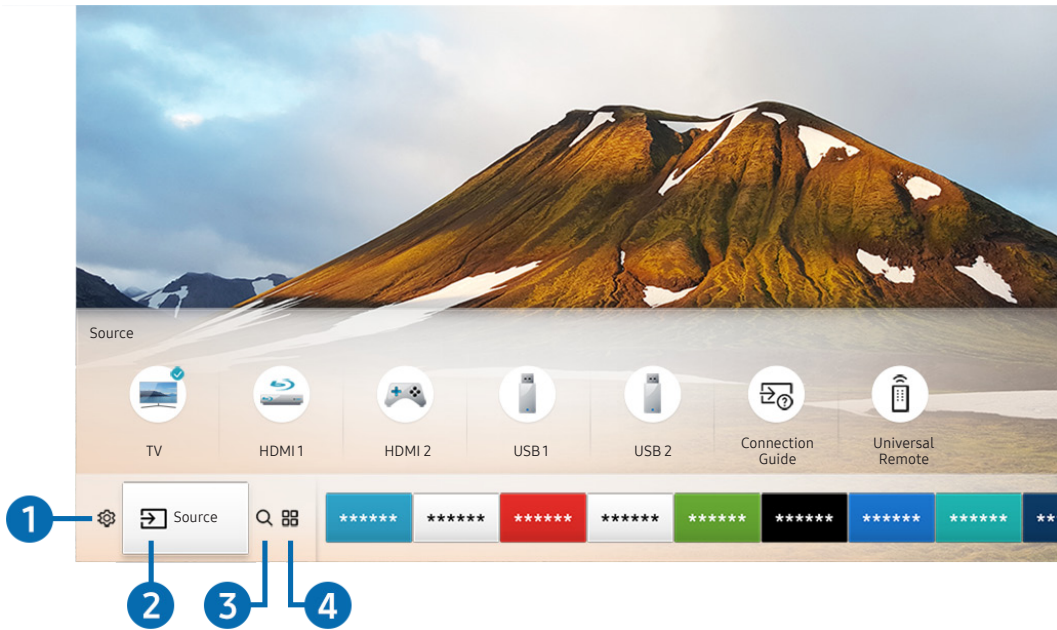 Source
TV
HDMI 1
HDMI 2
USB 1
USB 2
Connection
Guide
Universal
Remote
1
Source
****** ****** ****** ****** ****** ****** ****** ****** **
2
3
4